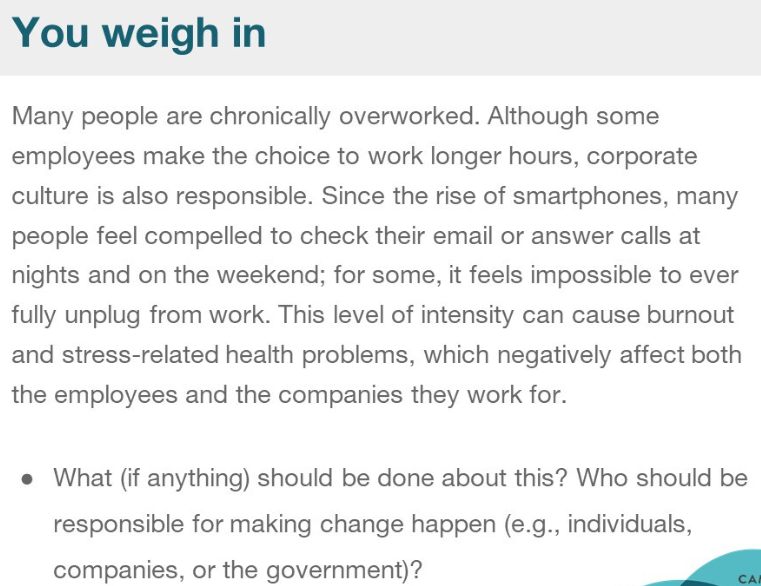 You weigh in
Many people are chronically overworked. Although some
employees make the choice to work longer hours, corporate
culture is also responsible. Since the rise of smartphones, many
people feel compelled to check their email or answer calls at
nights and on the weekend; for some, it feels impossible to ever
fully unplug from work. This level of intensity can cause burnout
and stress-related health problems, which negatively affect both
the employees and the companies they work for.
● What (if anything) should be done about this? Who should be
responsible for making change happen (e.g., individuals,
companies, or the government)?